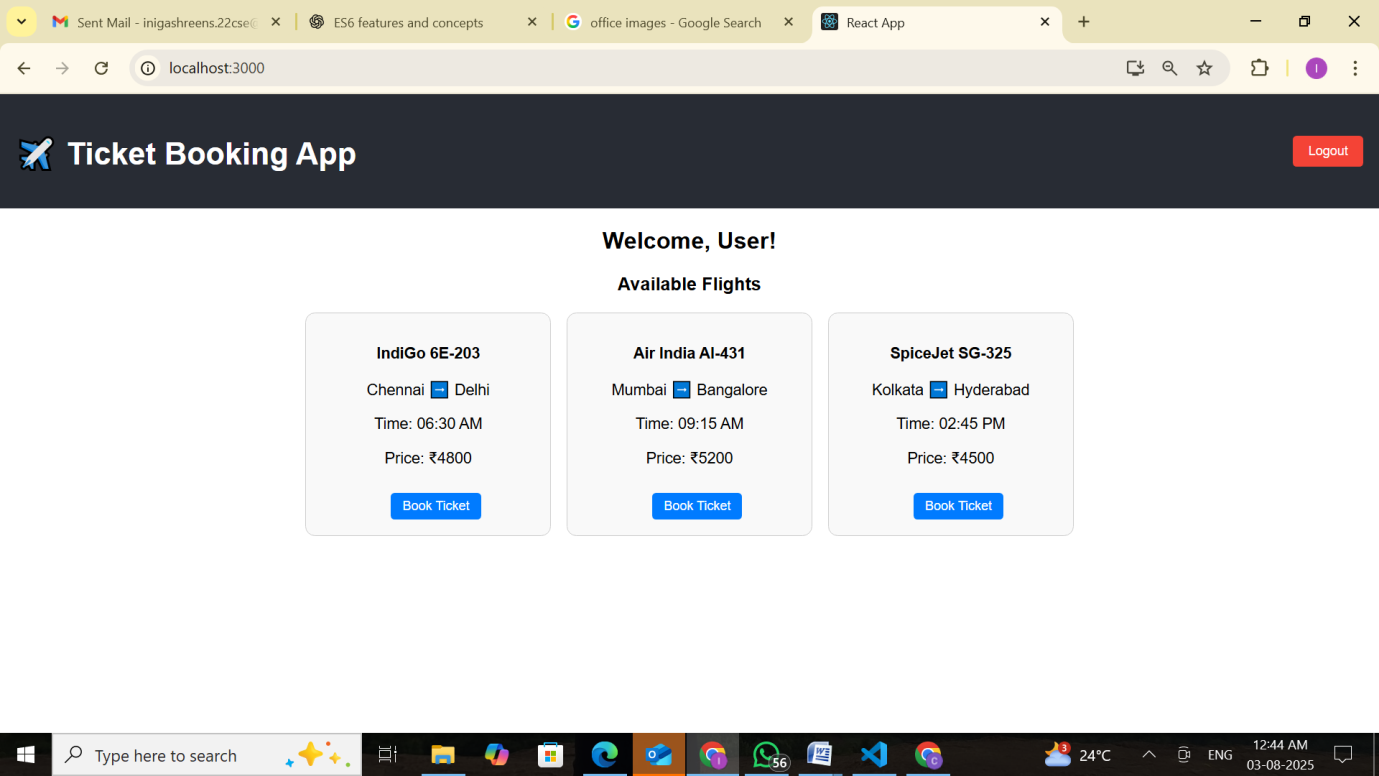 Sent Mail - inigashreens.22cse@
ES6 features and concepts
office images - Google Search
React App
localhost:3000
I
Ticket Booking App
Logout
Welcome, User!
Available Flights
IndiGo 6E-203
Chennai ➡ Delhi
Time: 06:30 AM
Price: ₹4800
Book Ticket
Air India AI-431
Mumbai ➡ Bangalore
Time: 09:15 AM
Price: ₹5200
Book Ticket
SpiceJet SG-325
Kolkata ➡ Hyderabad
Time: 02:45 PM
Price: ₹4500
Book Ticket
Type here to search
I
56
W
C
3
24°C
ENG
12:44 AM
03-08-2025